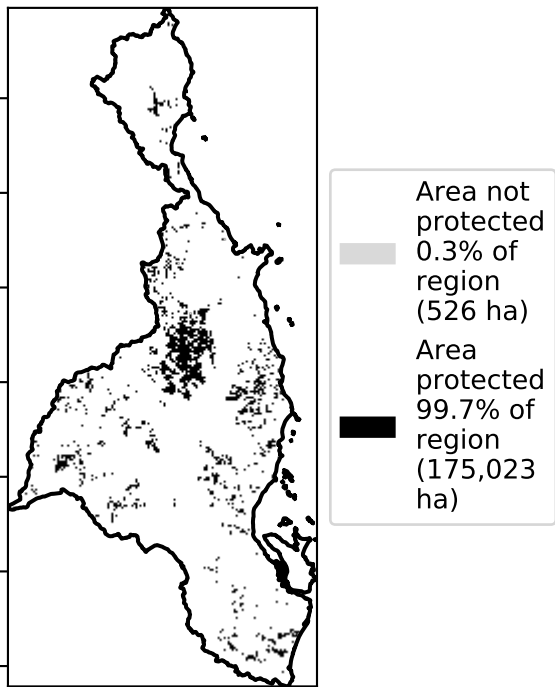 Area not
protected
0.3% of
region
(526 ha)
Area
protected
99.7% of
region
(175,023
ha)